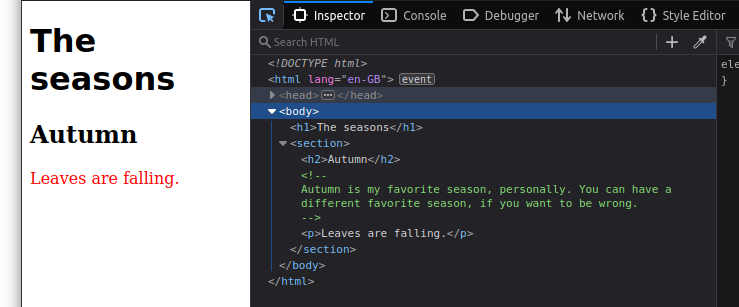 The
seasons
Autumn
Leaves are falling.
Inspector Console Debugger Network Style Editor
Search HTML
<!DOCTYPE html>
<html lang="en-GB"> event
<head> ••• </head>
<body>
<h1>The seasons</h1>
<section>
<h2>Autumn</h2>
<!--
Autumn is my favorite season, personally. You can have a
different favorite season, if you want to be wrong.
-->
<p>Leaves are falling.</p>
</section>
</body>
</html>
ele
}